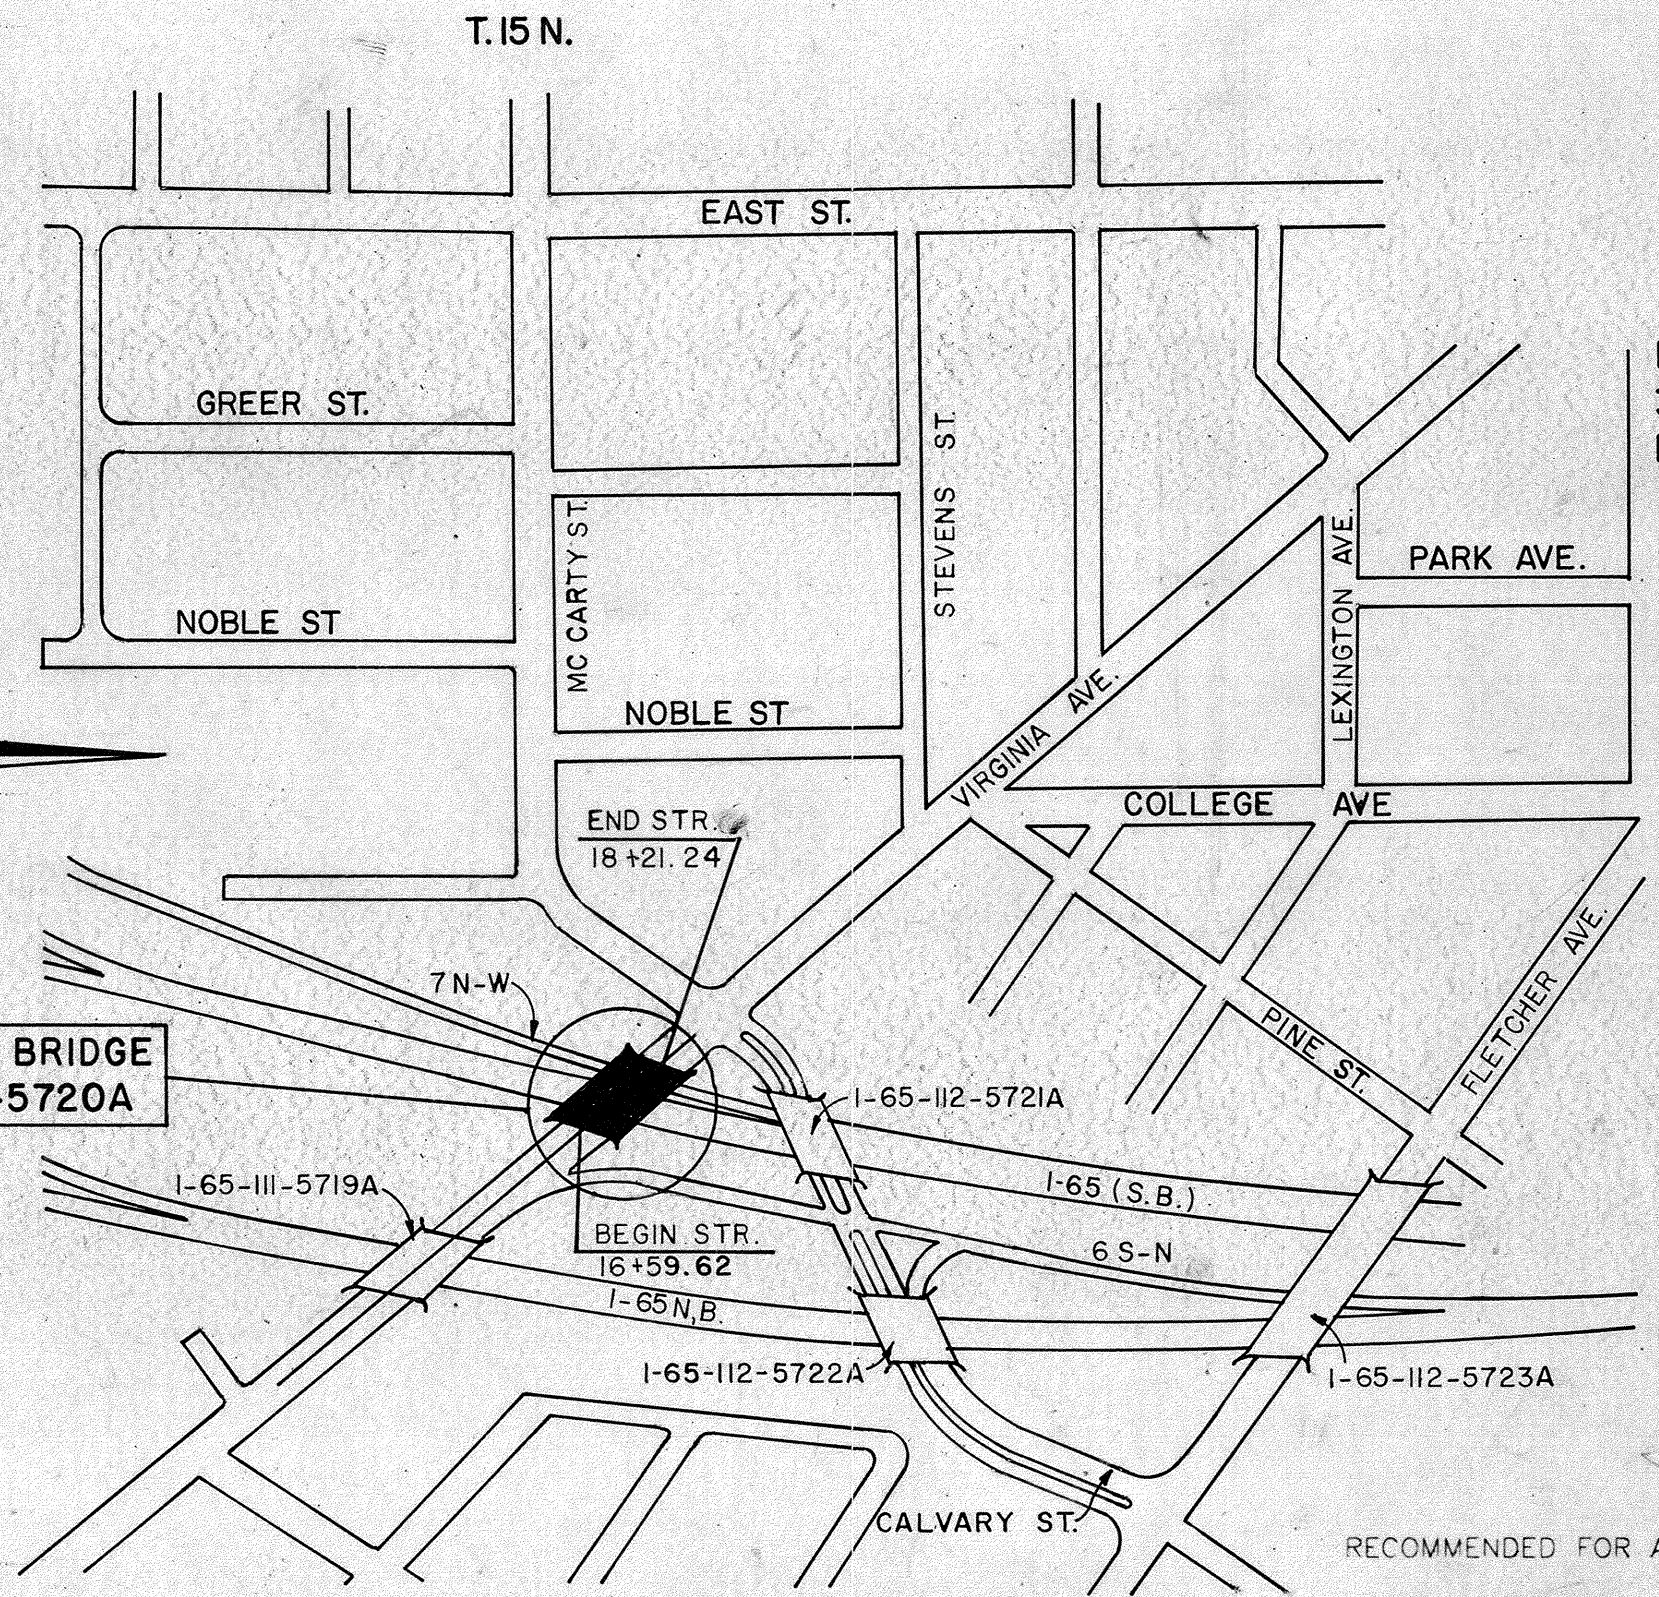 T. 15 N.
EAST ST.
GREER ST.
STEVENS ST.
MC CARTY ST.
LEXINGTON AVE.
PARK AVE.
NOBLE ST
NOBLE ST
VIRGINIA AVE.
COLLEGE AVE
END STR.
18+21.24
FLETCHER AVE.
7 N-W
PINE ST.
BRIDGE
-5720A
I-65-112-5721A
I-65-111-5719A
I-65 (S.B.)
BEGIN STR.
16+59.62
6 S-N
I-65 N.B.
I-65-112-5722A
I-65-112-5723A
CALVARY ST.
RECOMMENDED FOR A